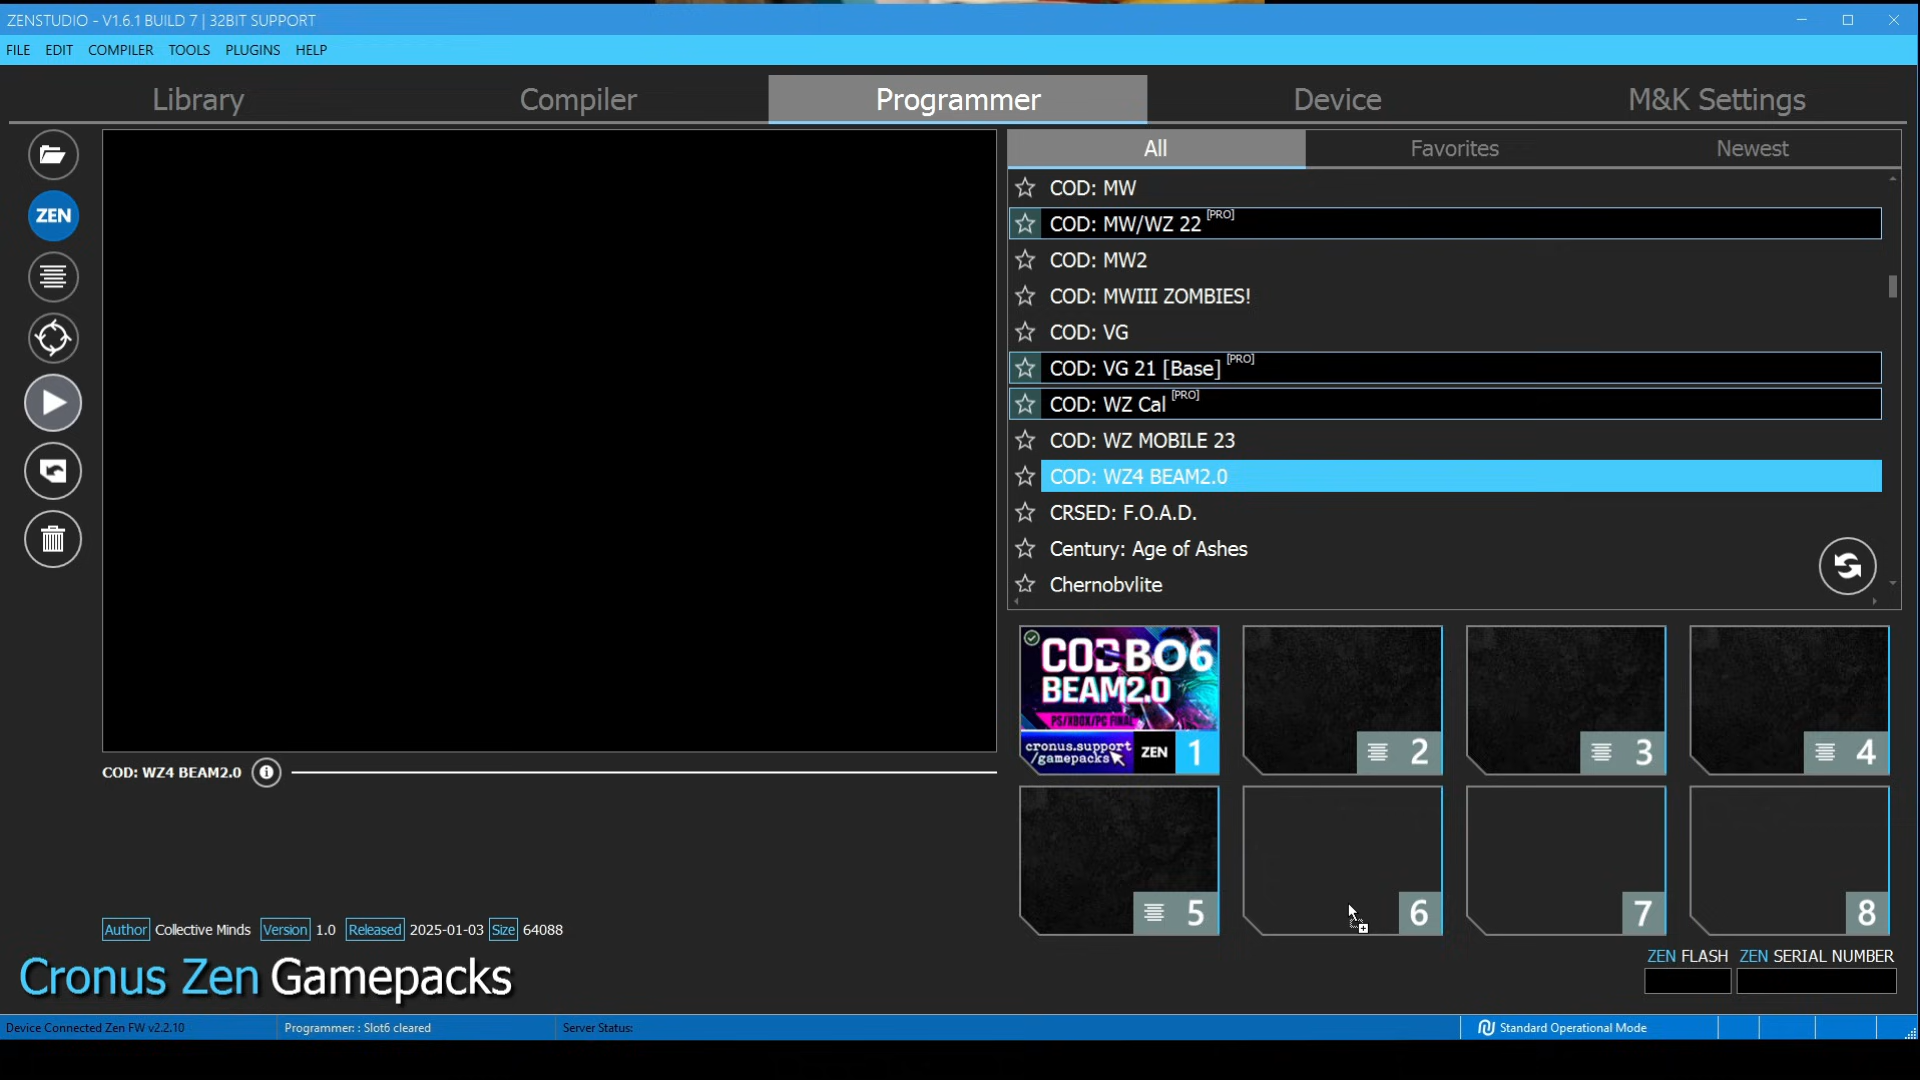 ZENSTUDIO - V1.6.1 BUILD 7 | 32BIT SUPPORT
FILE EDIT COMPILER TOOLS PLUGINS HELP
Library Compiler Programmer Device M&K Settings
All Favorites Newest
ZEN
COD: MW
COD: MW/WZ 22 [PRO]
COD: MW2
COD: MWIII ZOMBIES!
COD: VG
COD: VG 21 [Base] [PRO]
COD: WZ Cal [PRO]
COD: WZ MOBILE 23
COD: WZ4 BEAM2.0
CRSED: F.O.A.D.
Century: Age of Ashes
Chernobylite
COD BO6
BEAM2.0
PS/XBOX/PC FINAL
cronus.support
/gamepacks
ZEN 1
2
3
4
5
6
7
8
COD: WZ4 BEAM2.0
Author Collective Minds Version 1.0 Released 2025-01-03 Size 64088
Cronus Zen Gamepacks
ZEN FLASH ZEN SERIAL NUMBER
Device Connected Zen FW v2.2.10 Programmer: : Slot6 cleared Server Status: Standard Operational Mode